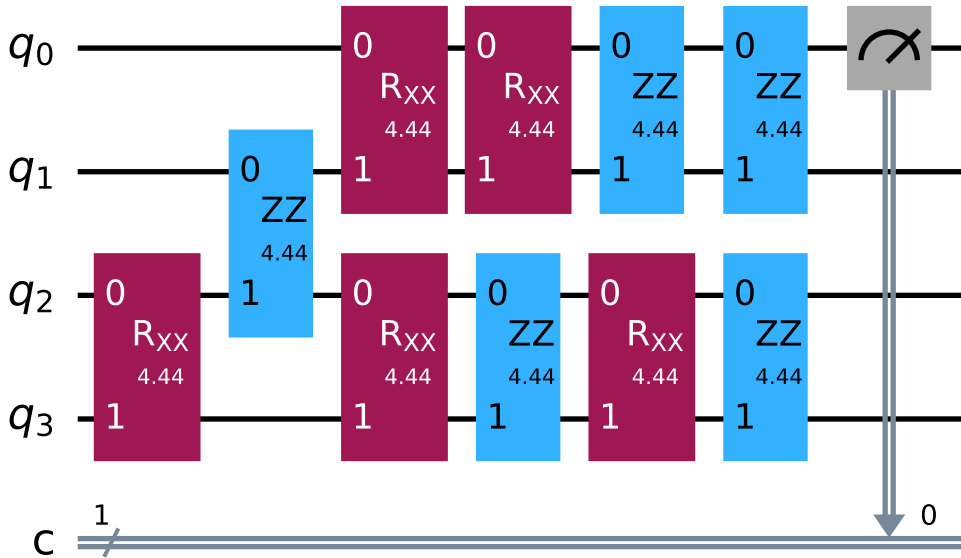 q0 0 0 0 0
RXX RXX ZZ ZZ
4.44 4.44 4.44 4.44
q1 0 1 1 1 1
ZZ
4.44
q2 0 1 0 0 0 0
RXX RXX ZZ RXX ZZ
4.44 4.44 4.44 4.44 4.44
q3 1 1 1 1 1
1 0
c